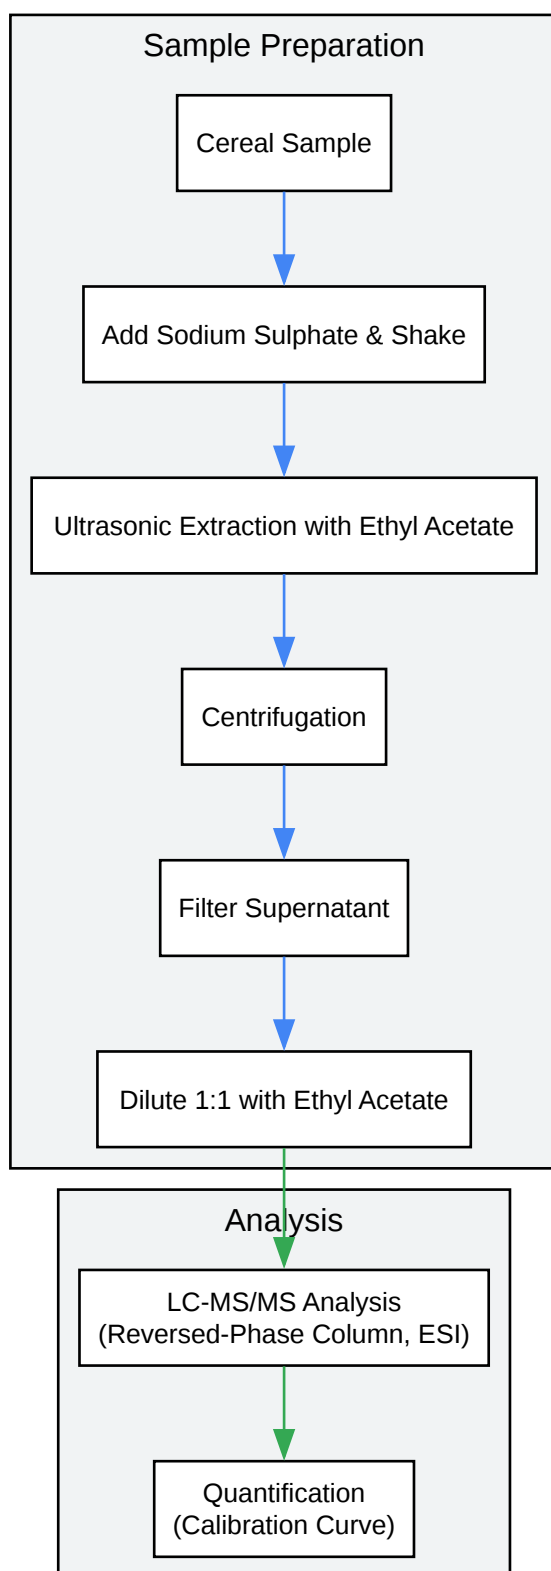 Sample Preparation
Cereal Sample
Add Sodium Sulphate & Shake
Ultrasonic Extraction with Ethyl Acetate
Centrifugation
Filter Supernatant
Dilute 1:1 with Ethyl Acetate
Analysis
LC-MS/MS Analysis
(Reversed-Phase Column, ESI)
Quantification
(Calibration Curve)